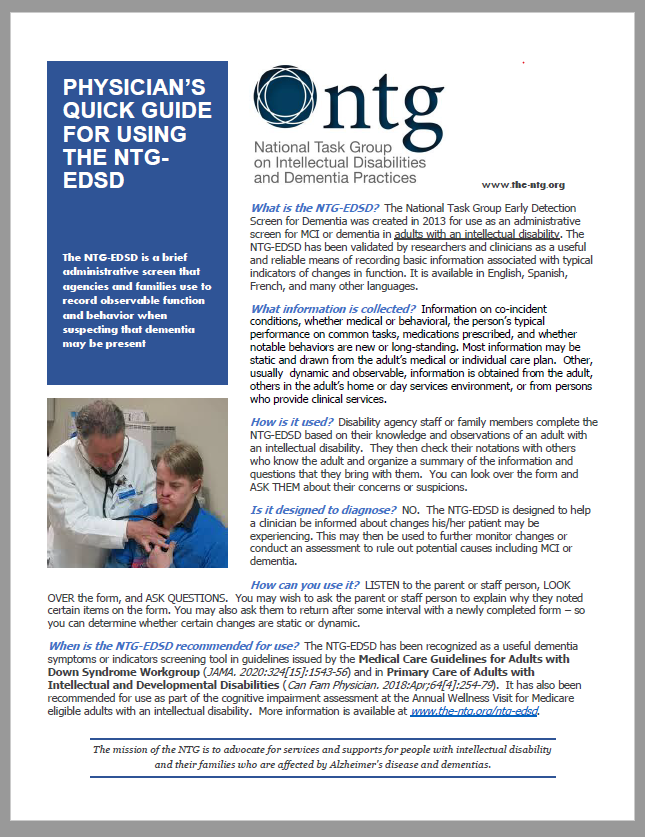 PHYSICIAN'S
QUICK GUIDE
FOR USING
THE NTG-
EDSD
The NTG-EDSD is a brief
administrative screen that
agencies and families use to
record observable function
and behavior when
suspecting that dementia
may be present
ntg
National Task Group
on Intellectual Disabilities
and Dementia Practices
www.the-ntg.org
What is the NTG-EDSD? The National Task Group Early Detection
Screen for Dementia was created in 2013 for use as an administrative
screen for MCI or dementia in adults with an intellectual disability. The
NTG-EDSD has been validated by researchers and clinicians as a useful
and reliable means of recording basic information associated with typical
indicators of changes in function. It is available in English, Spanish,
French, and many other languages.
What information is collected? Information on co-incident
conditions, whether medical or behavioral, the person's typical
performance on common tasks, medications prescribed, and whether
notable behaviors are new or long-standing. Most information may be
static and drawn from the adult's medical or individual care plan. Other,
usually dynamic and observable, information is obtained from the adult,
others in the adult's home or day services environment, or from persons
who provide clinical services.
How is it used? Disability agency staff or family members complete the
NTG-EDSD based on their knowledge and observations of an adult with
an intellectual disability. They then check their notations with others
who know the adult and organize a summary of the information and
questions that they bring with them. You can look over the form and
ASK THEM about their concerns or suspicions.
Is it designed to diagnose? NO. The NTG-EDSD is designed to help
a clinician be informed about changes his/her patient may be
experiencing. This may then be used to further monitor changes or
conduct an assessment to rule out potential causes including MCI or
dementia.
How can you use it? LISTEN to the parent or staff person, LOOK
OVER the form, and ASK QUESTIONS. You may wish to ask the parent or staff person to explain why they noted
certain items on the form. You may also ask them to return after some interval with a newly completed form – so
you can determine whether certain changes are static or dynamic.
When is the NTG-EDSD recommended for use? The NTG-EDSD has been recognized as a useful dementia
symptoms or indicators screening tool in guidelines issued by the Medical Care Guidelines for Adults with
Down Syndrome Workgroup (JAMA. 2020:324[15]:1543-56) and in Primary Care of Adults with
Intellectual and Developmental Disabilities (Can Fam Physician. 2018:Apr;64[4]:254-79). It has also been
recommended for use as part of the cognitive impairment assessment at the Annual Wellness Visit for Medicare
eligible adults with an intellectual disability. More information is available at www.the-ntg.org/ntg-edsd.
The mission of the NTG is to advocate for services and supports for people with intellectual disability
and their families who are affected by Alzheimer's disease and dementias.